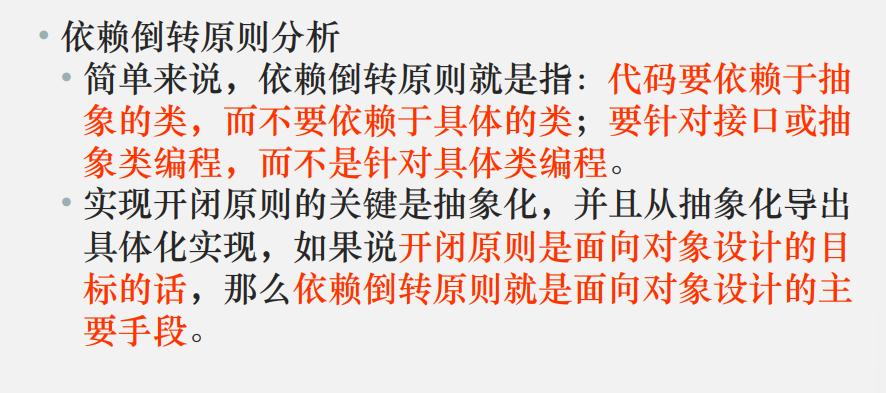 • 依赖倒转原则分析
• 简单来说，依赖倒转原则就是指：代码要依赖于抽
象的类，而不要依赖于具体的类；要针对接口或抽
象类编程，而不是针对具体类编程。
• 实现开闭原则的关键是抽象化，并且从抽象化导出
具体化实现，如果说开闭原则是面向对象设计的目
标的话，那么依赖倒转原则就是面向对象设计的主
要手段。